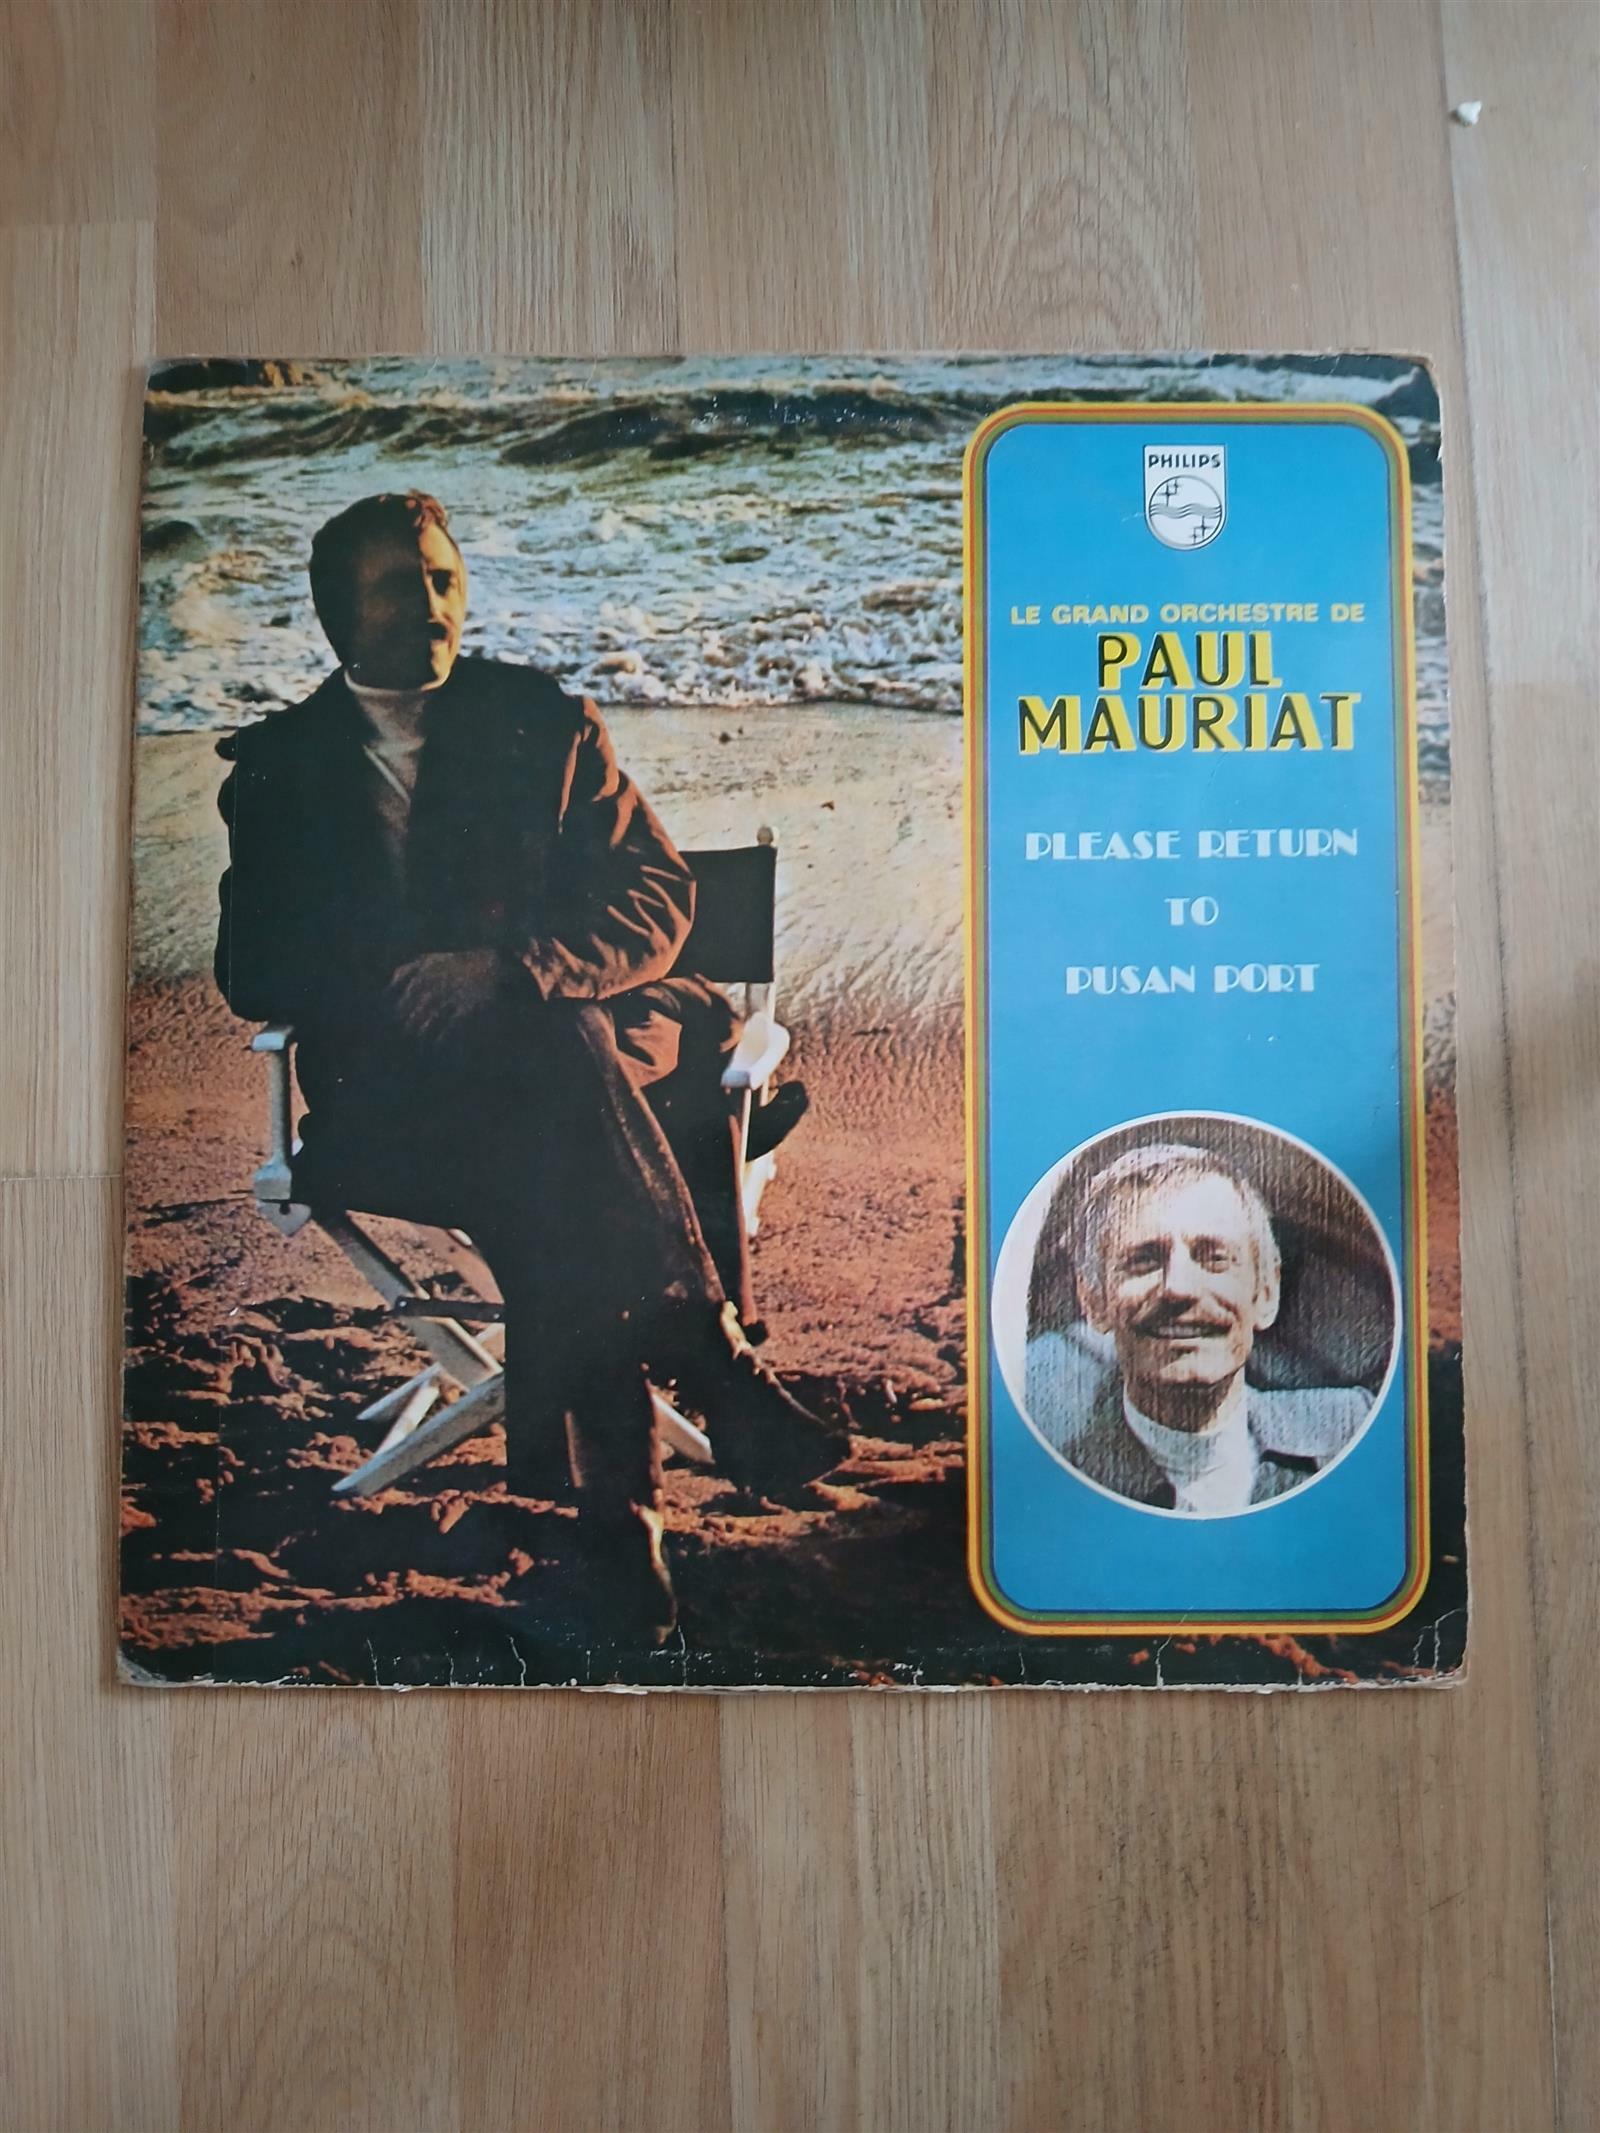 PHILIPS
LE GRAND ORCHESTRE DE
PAUL
MAURIAT
PLEASE RETURN
TO
PUSAN PORT